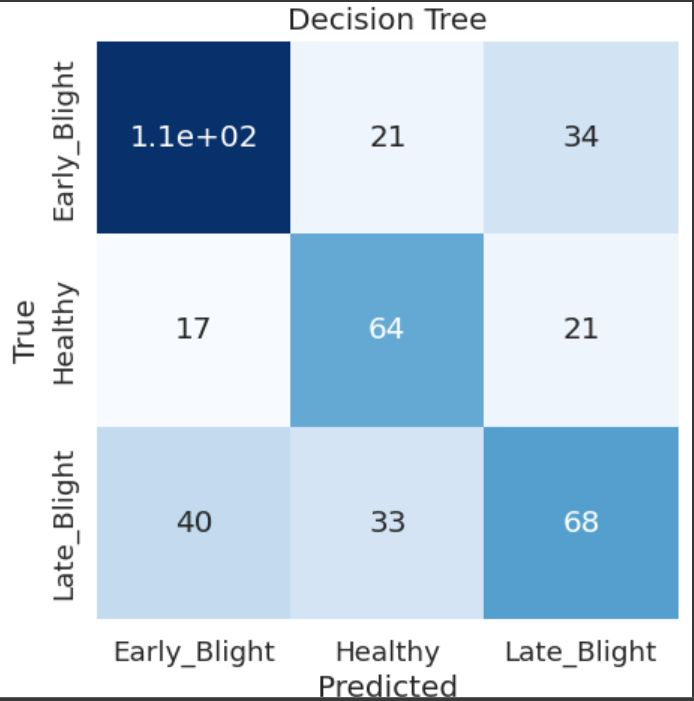 Decision Tree
Early_Blight
1.1e+02 21 34
True
Healthy
17 64 21
Late_Blight
40 33 68
Early_Blight Healthy Late_Blight
Predicted